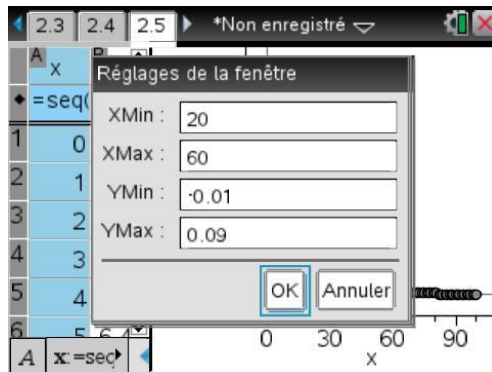 2.3 2.4 2.5 *Non enregistré
A x B
=seq(
Réglages de la fenêtre
XMin : 20
XMax : 60
YMin : -0.01
YMax : 0.09
OK Annuler
1 0
2 1
3 2
4 3
5 4
6 5 6.4
0 30 60 90
x
A x:=seq